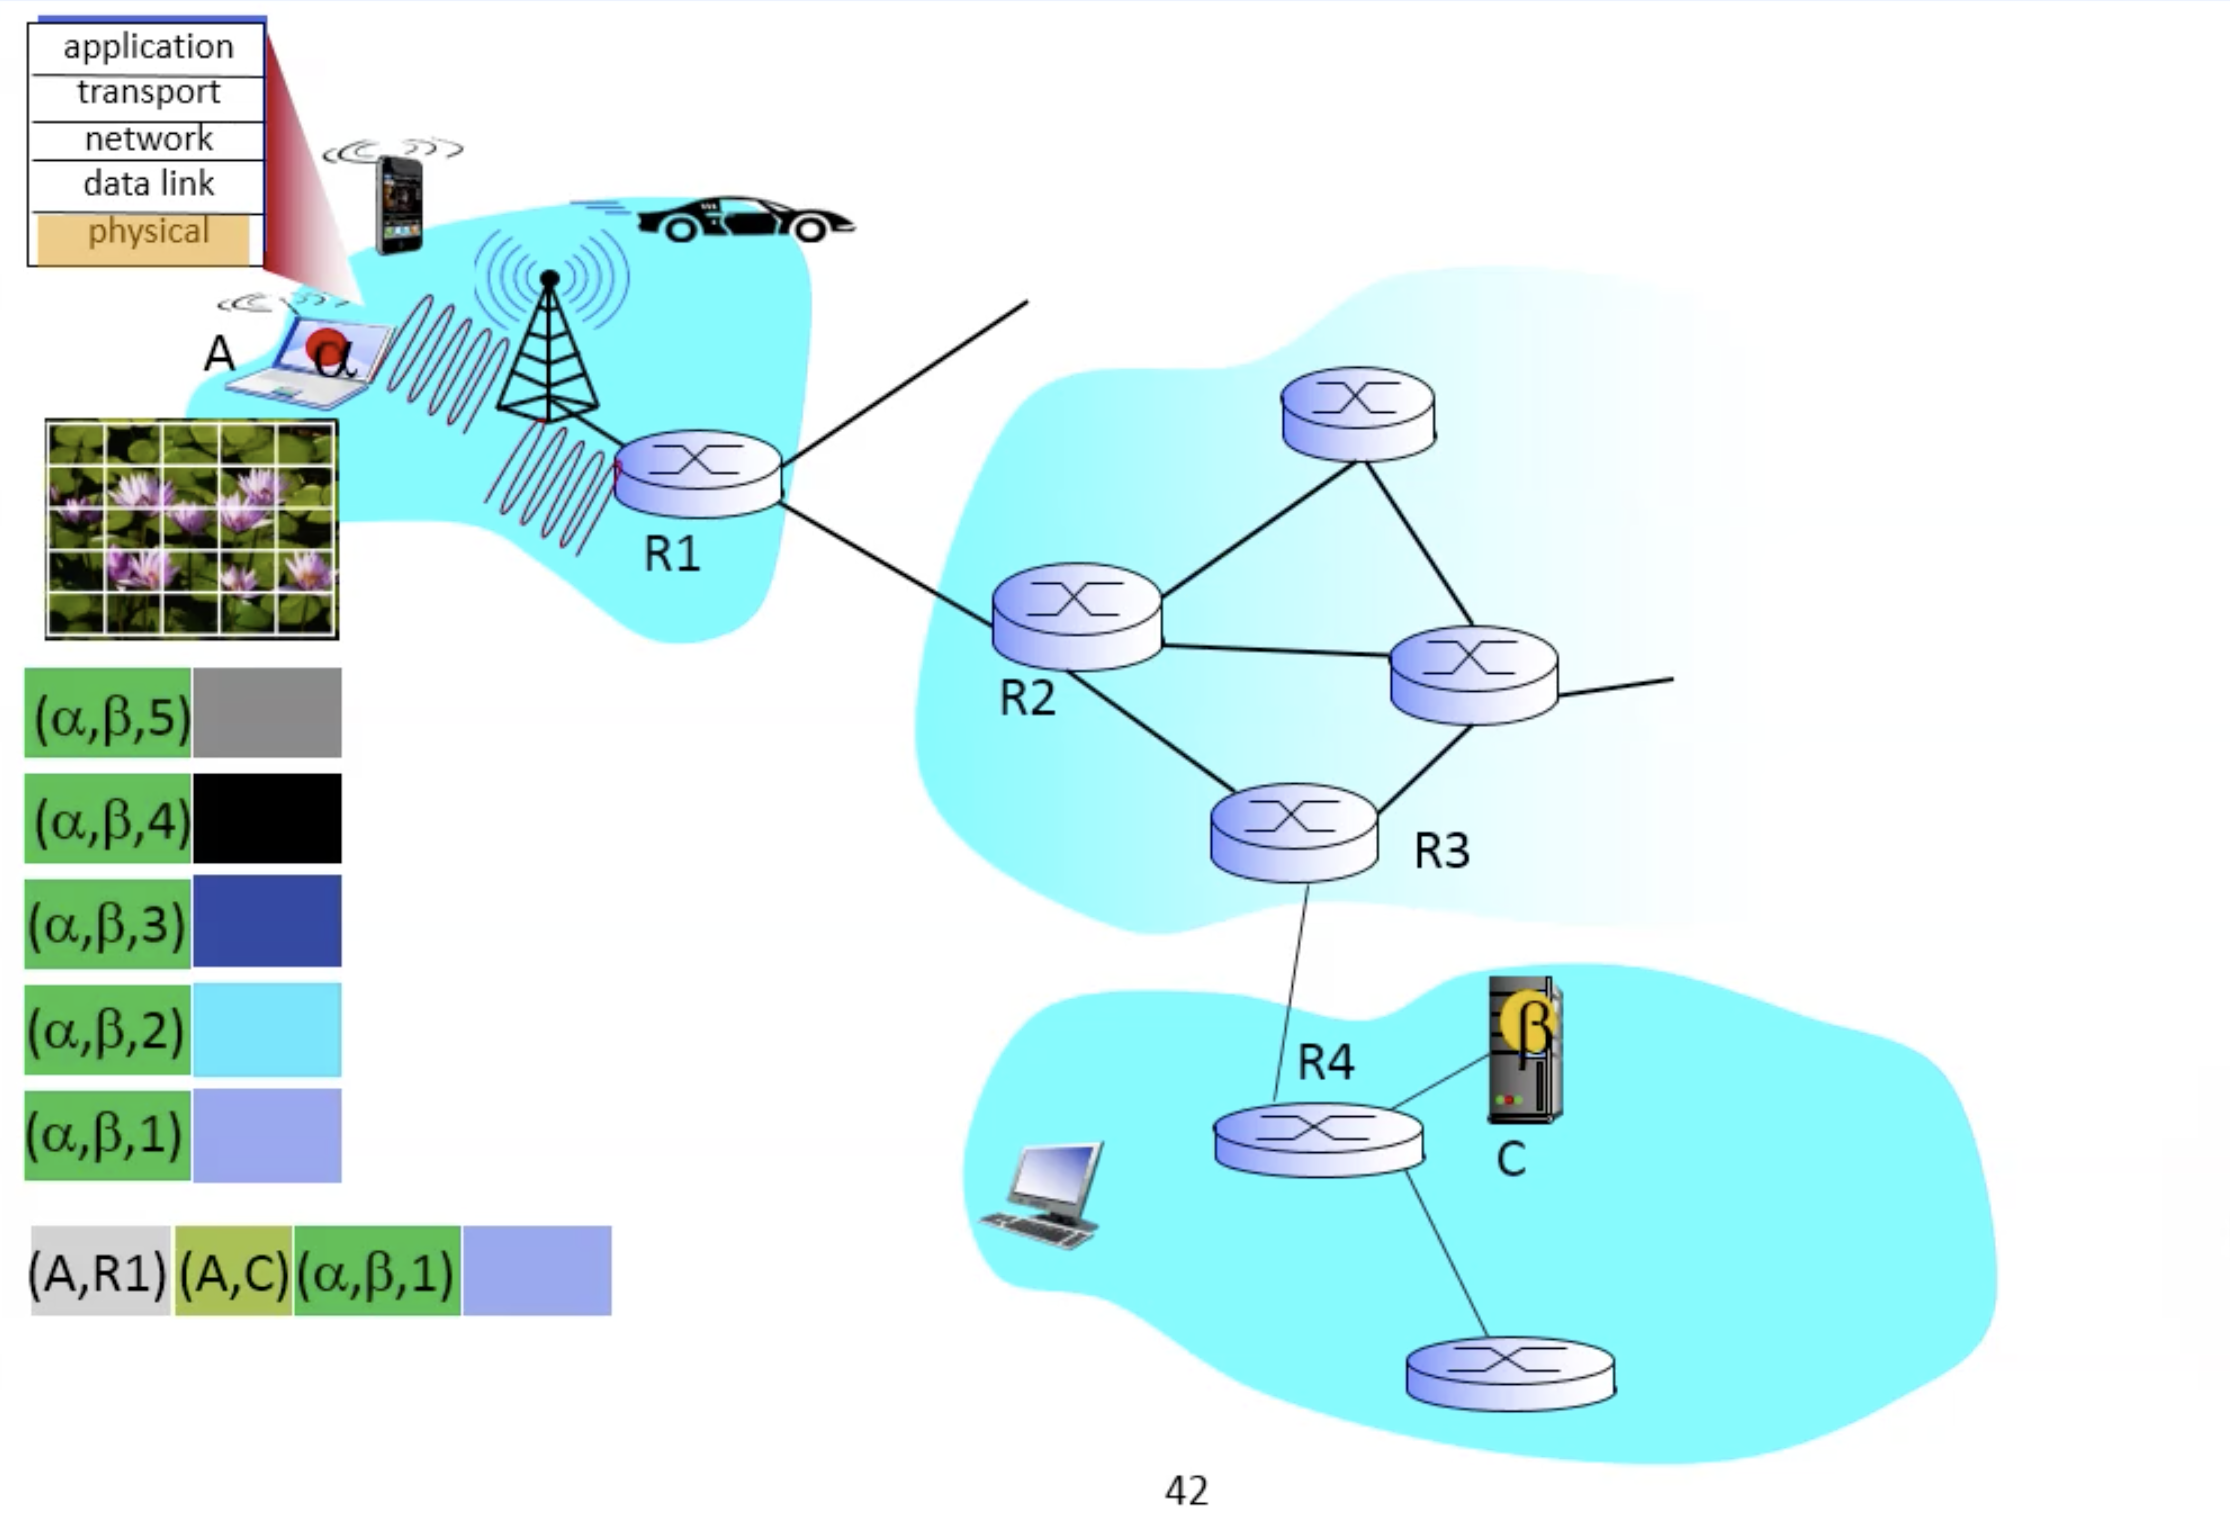 application
transport
network
data link
physical
A
α
R1
R2
R3
R4
β
C
(α,β,5)
(α,β,4)
(α,β,3)
(α,β,2)
(α,β,1)
(A,R1) (A,C) (α,β,1)
42